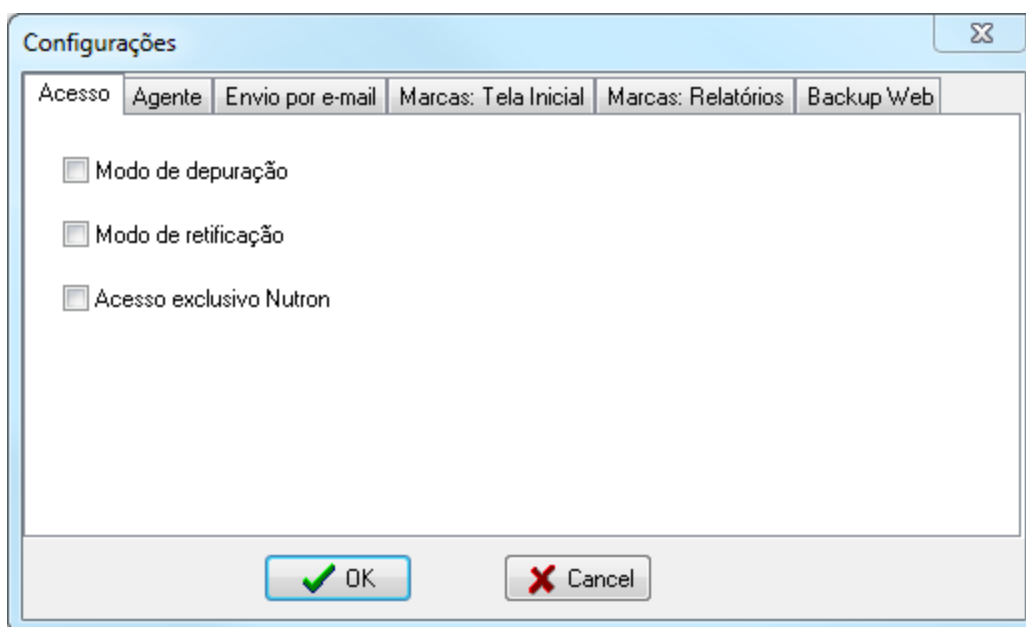 Configurações
Acesso Agente Envio por e-mail Marcas: Tela Inicial Marcas: Relatórios Backup Web
Modo de depuração
Modo de retificação
Acesso exclusivo Nutron
OK Cancel